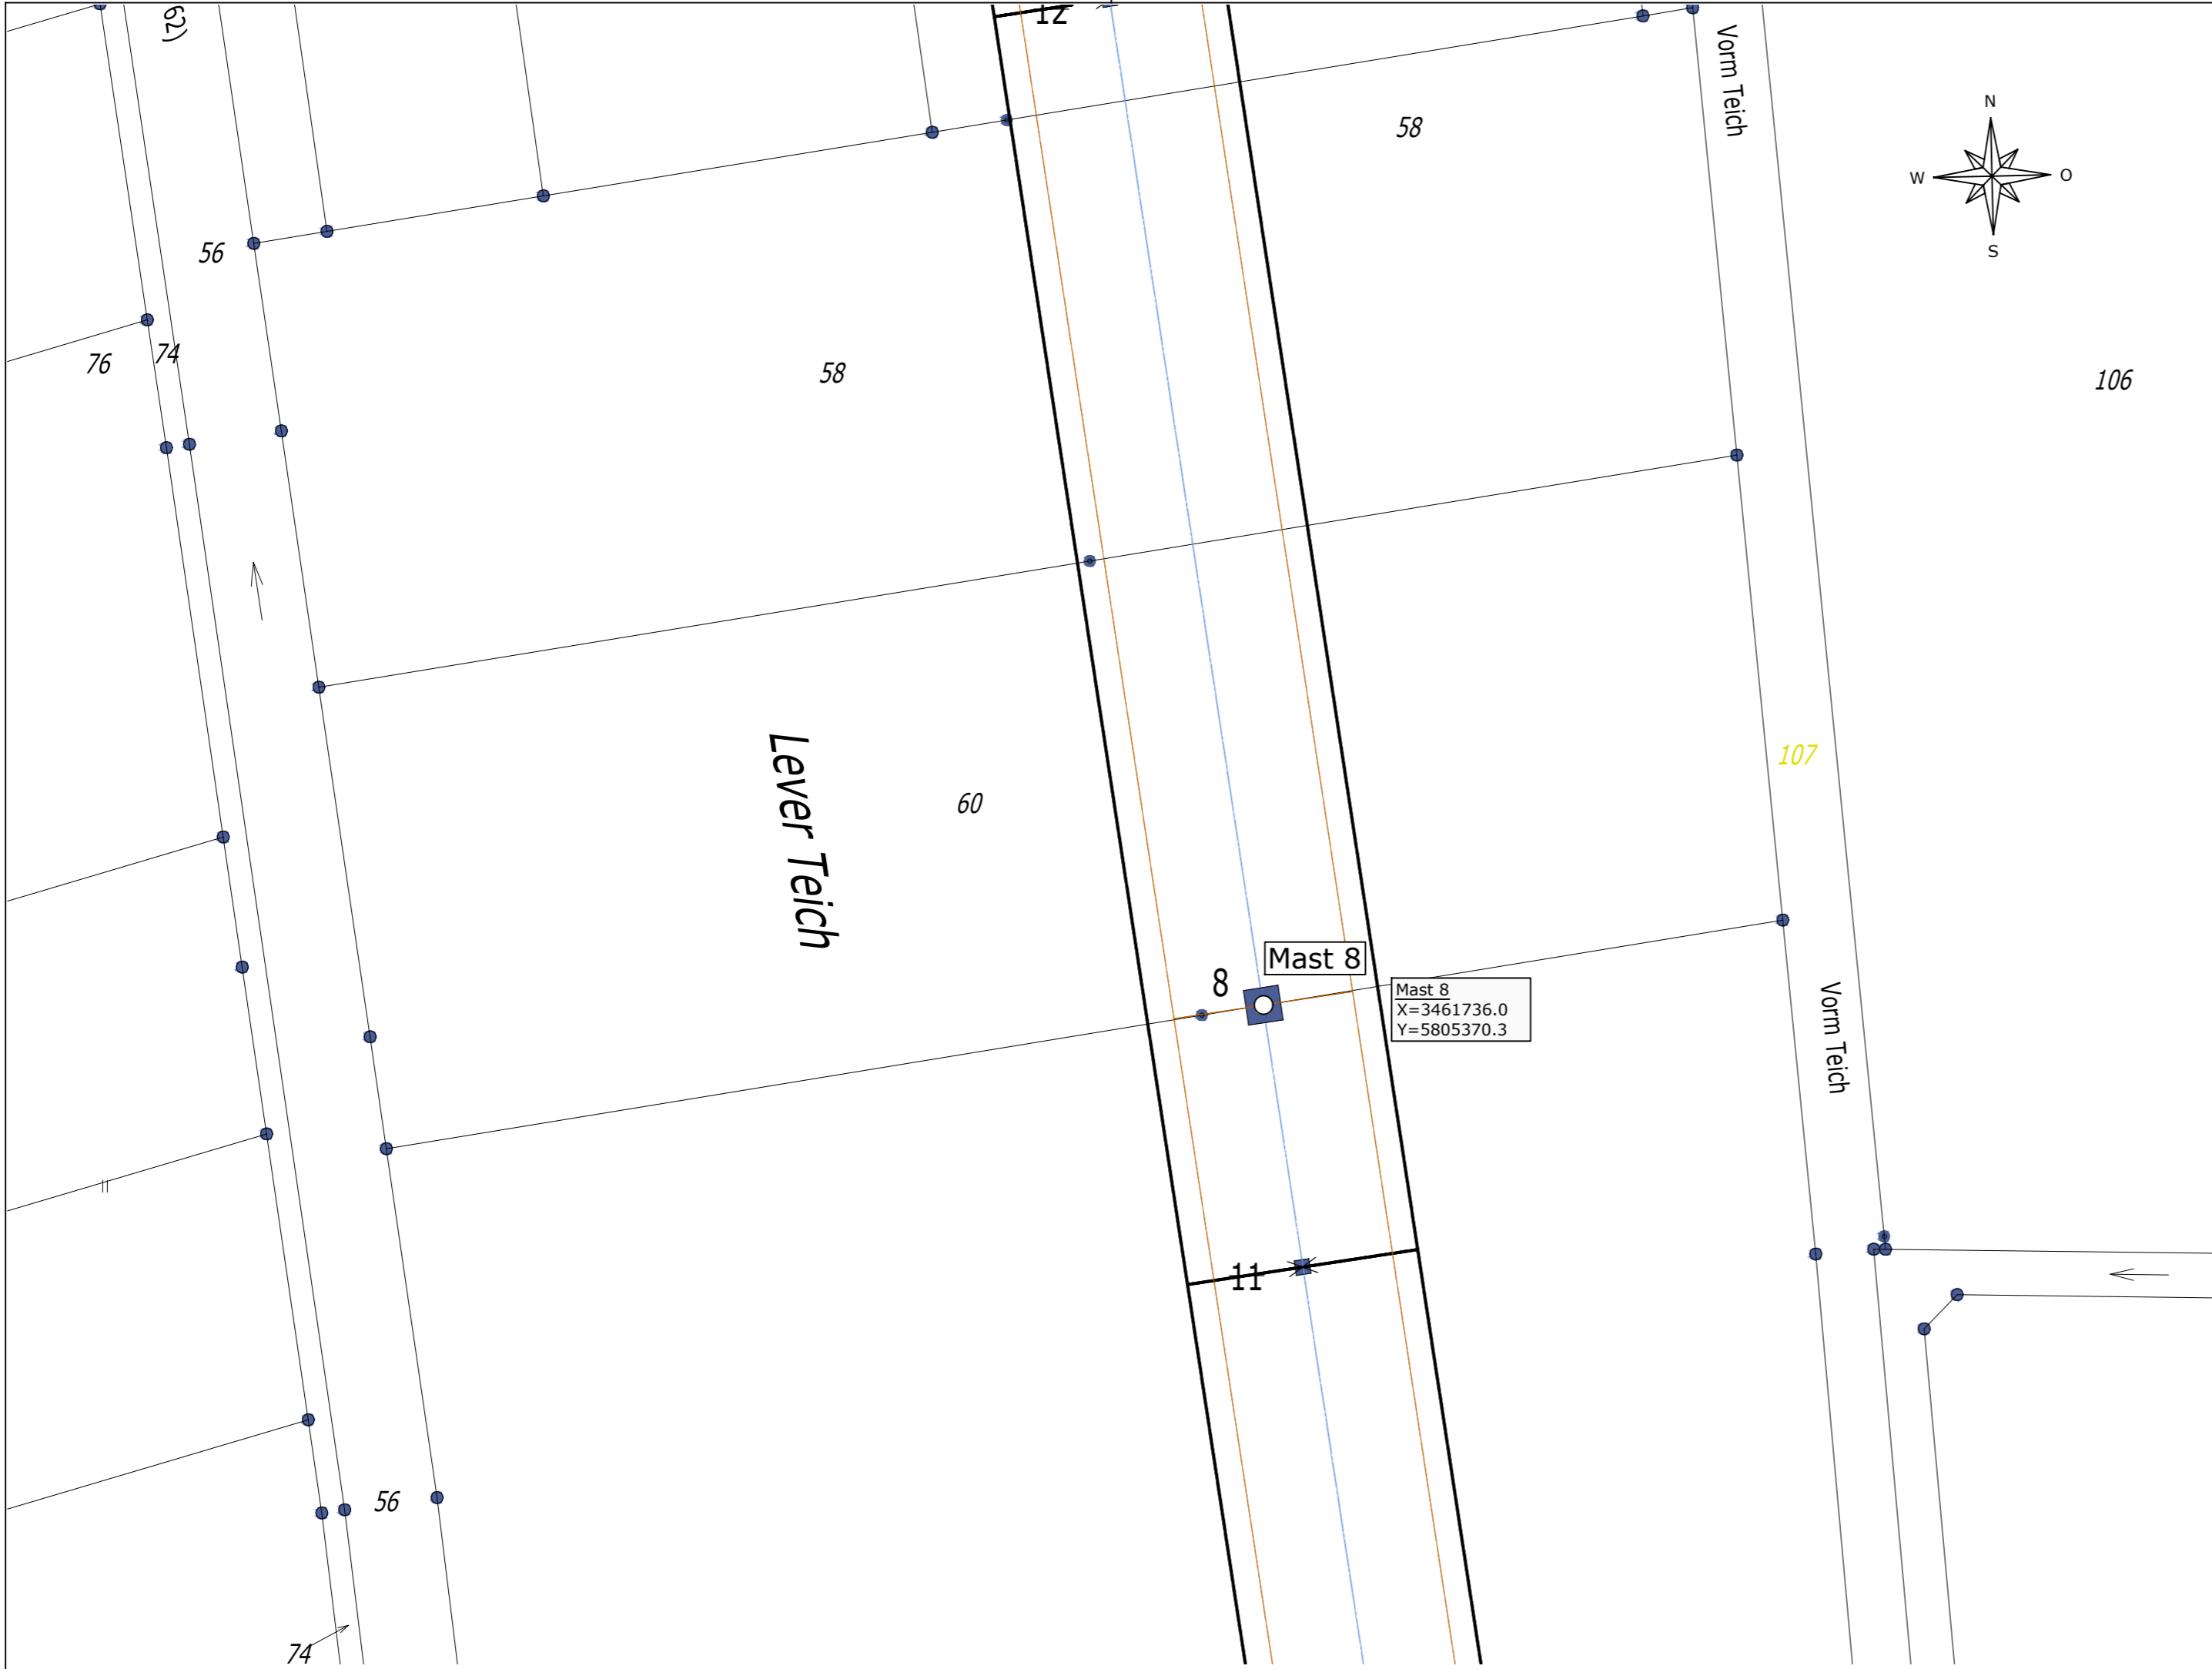 62)
12
Vorm Teich
N
W
O
S
58
56
76
74
58
106
107
Lever Teich
60
Mast 8
8
Mast 8
X=3461736.0
Y=5805370.3
Vorm Teich
11
56
74